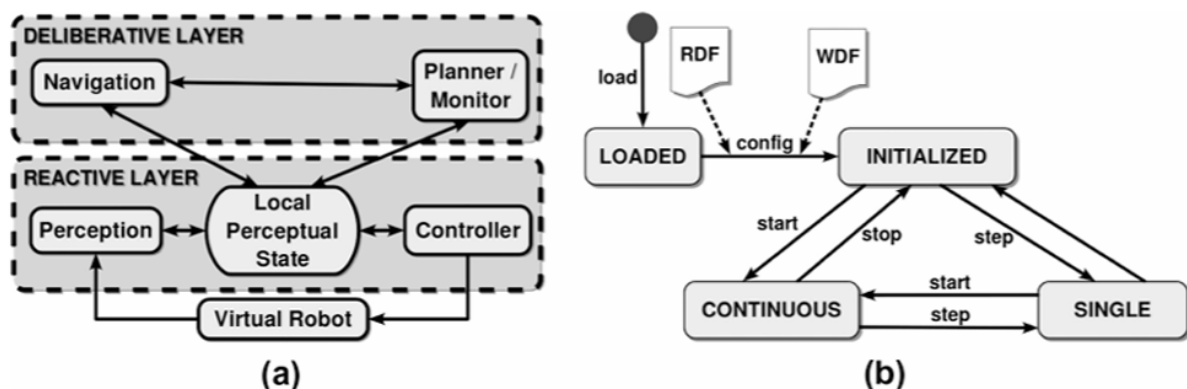 DELIBERATIVE LAYER
Navigation
Planner /
Monitor
REACTIVE LAYER
Perception
Local
Perceptual
State
Controller
Virtual Robot
(a)
load
RDF
WDF
LOADED
config
INITIALIZED
start
stop
step
CONTINUOUS
start
step
SINGLE
(b)